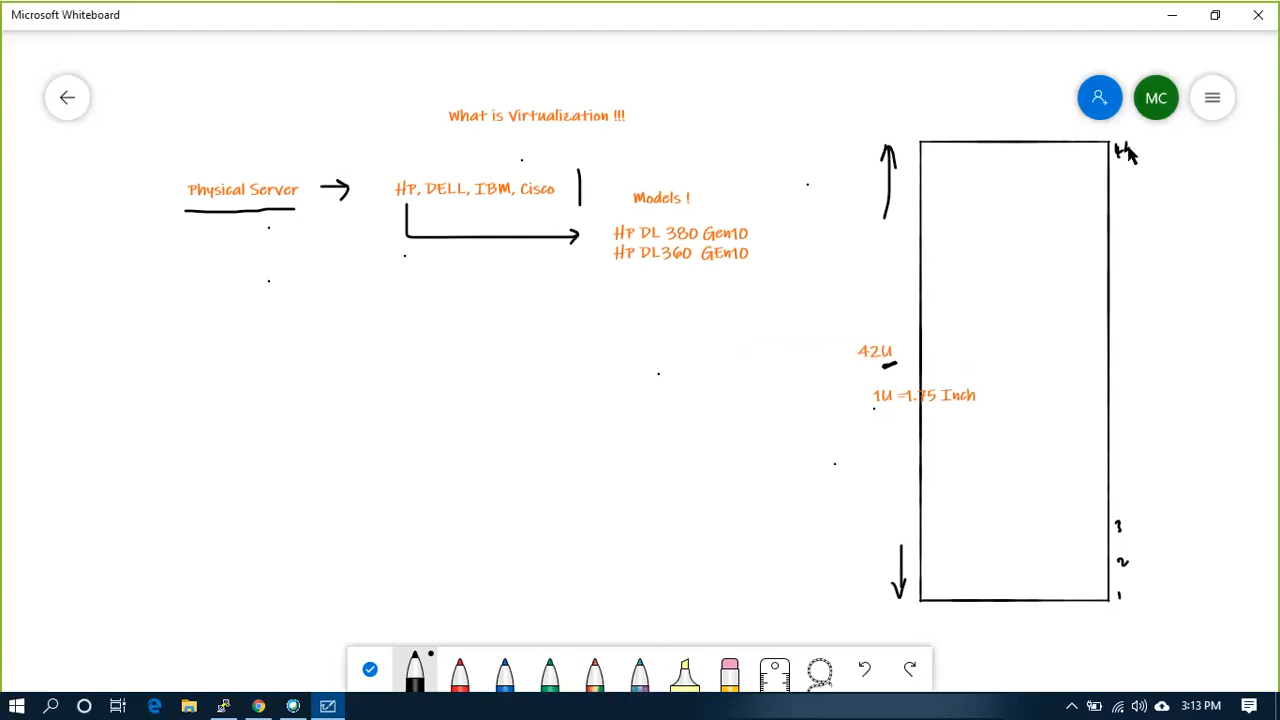 Microsoft Whiteboard
MC
What is Virtualization !!!
Physical Server
HP, DELL, IBM, Cisco
Models !
HP DL 380 Gen10
HP DL360 GEn10
42U
1U =1.75 Inch
3
2
1
3:13 PM